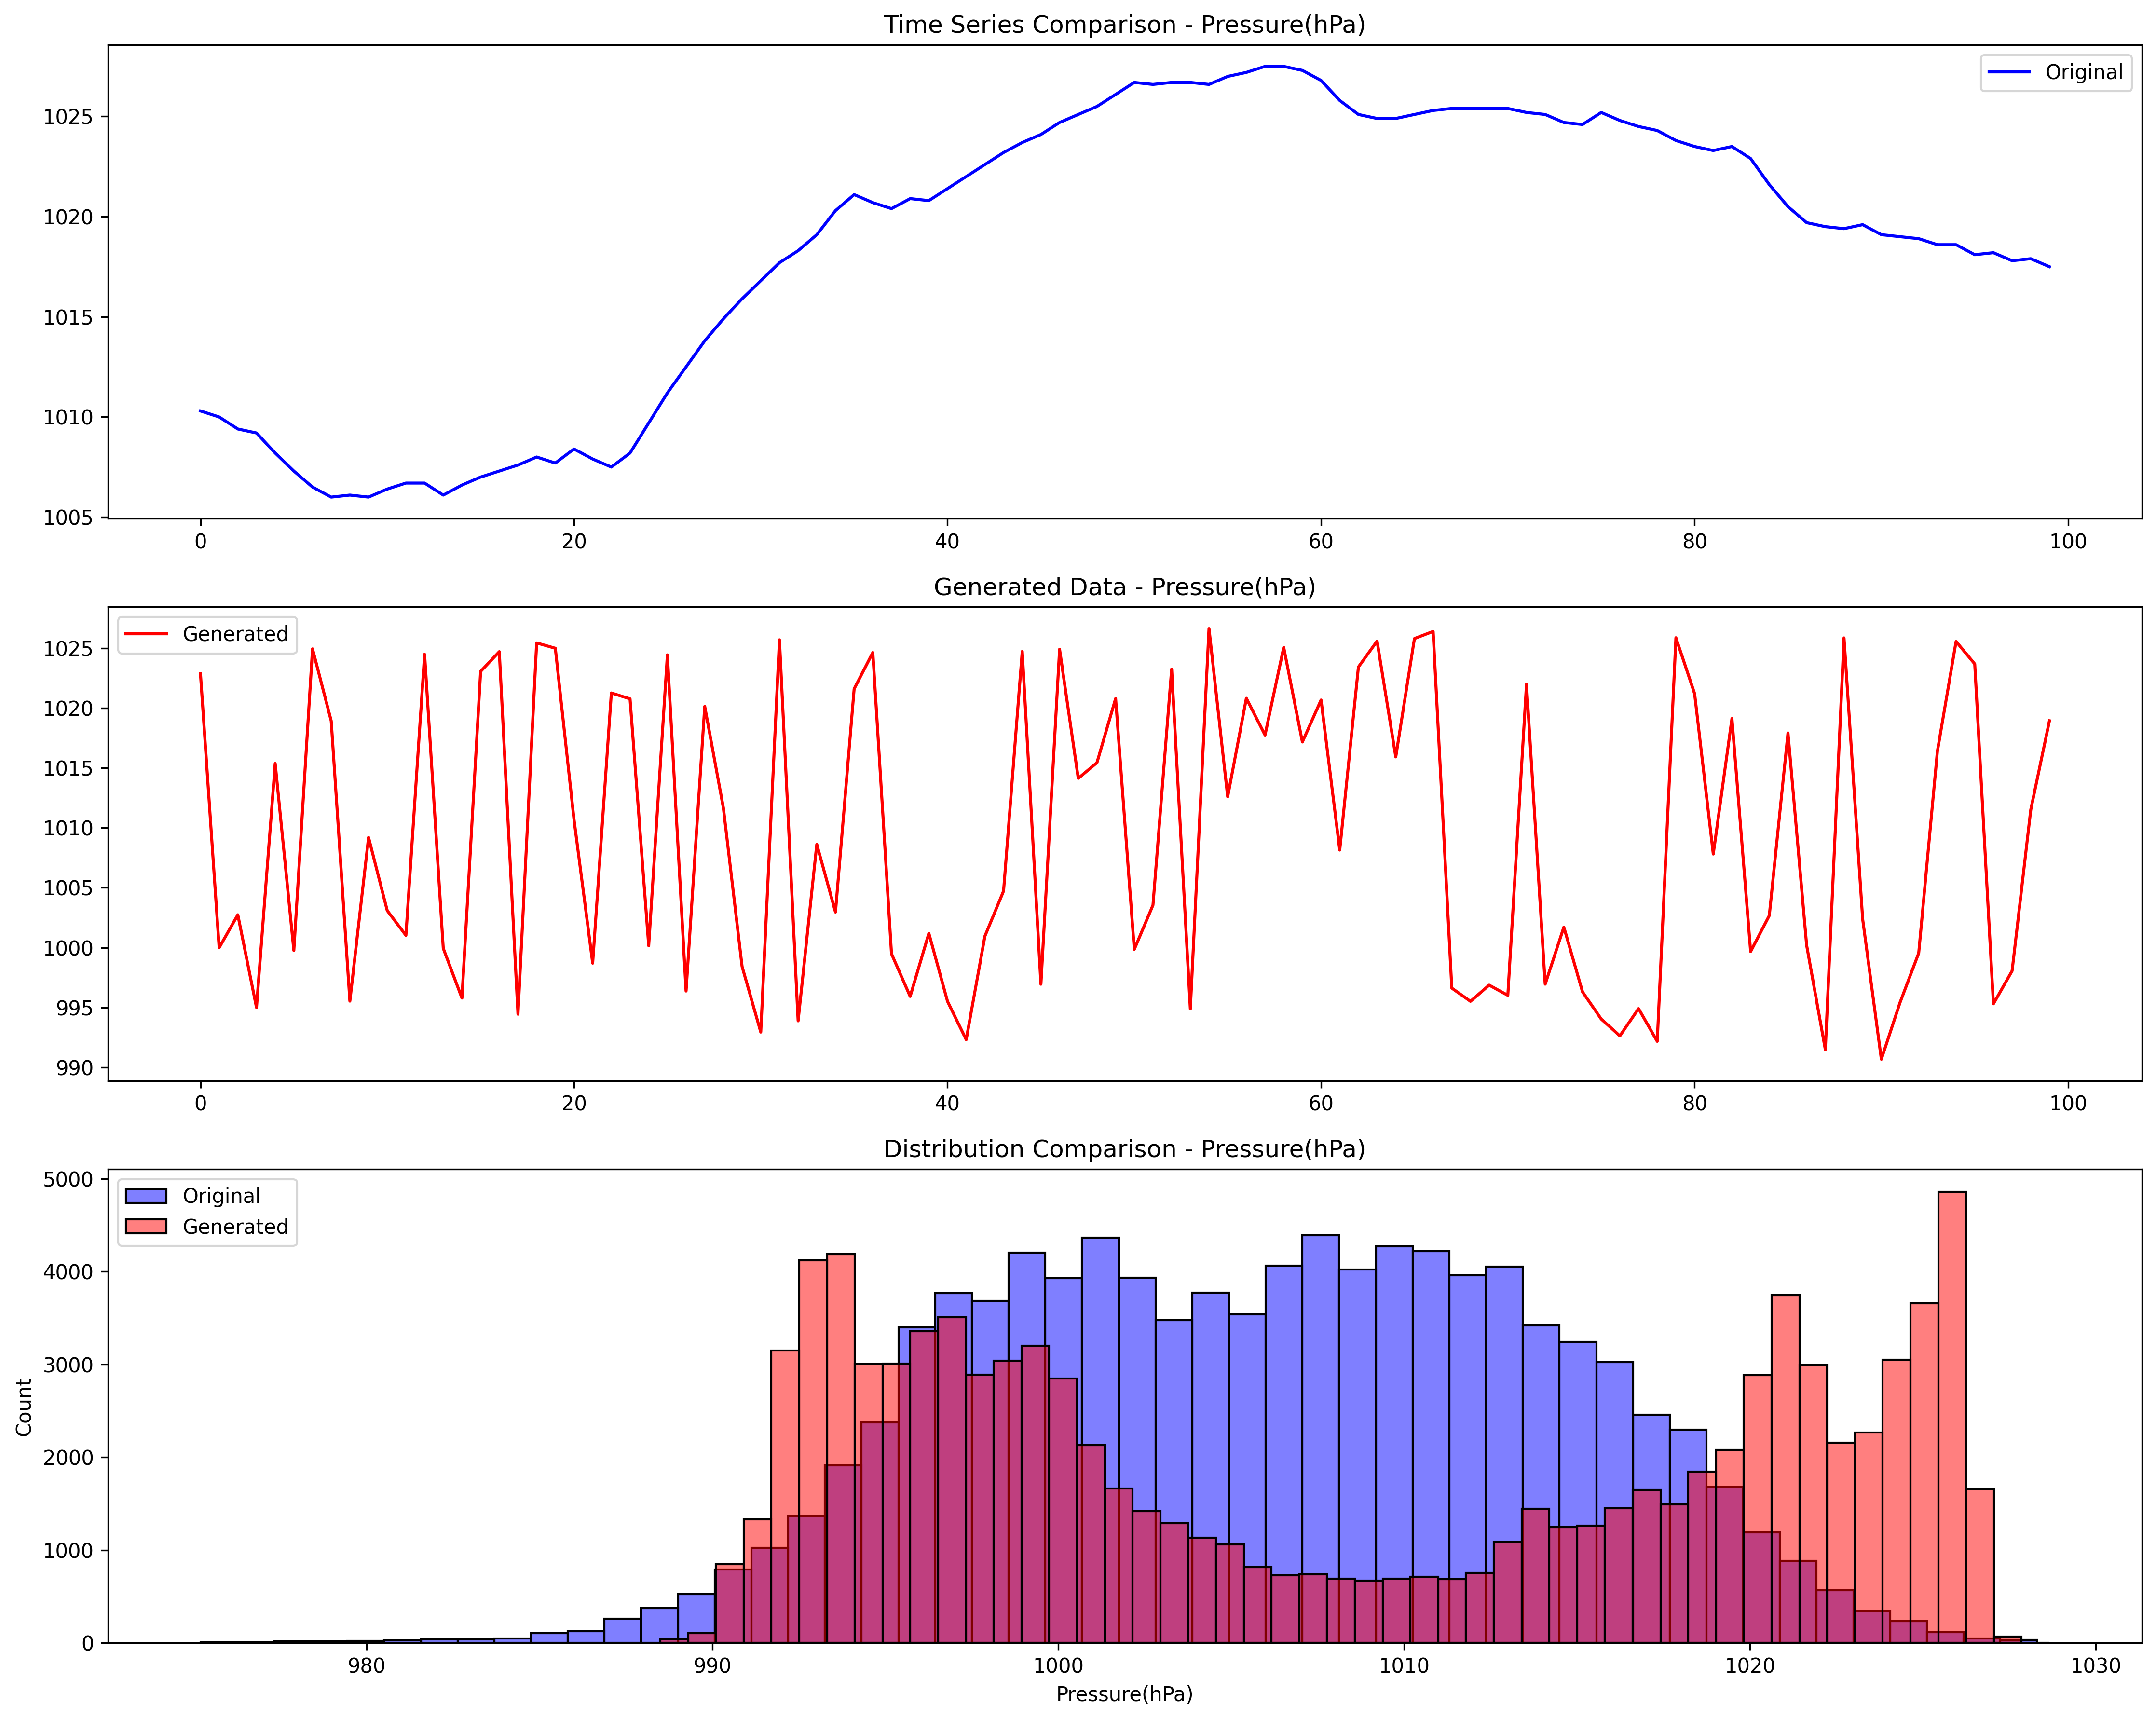 Time Series Comparison - Pressure(hPa)
Original
1025
1020
1015
1010
1005
0 20 40 60 80 100
Generated Data - Pressure(hPa)
Generated
1025
1020
1015
1010
1005
1000
995
990
0 20 40 60 80 100
Distribution Comparison - Pressure(hPa)
Original
Generated
5000
4000
3000
2000
1000
0
Count
980 990 1000 1010 1020 1030
Pressure(hPa)